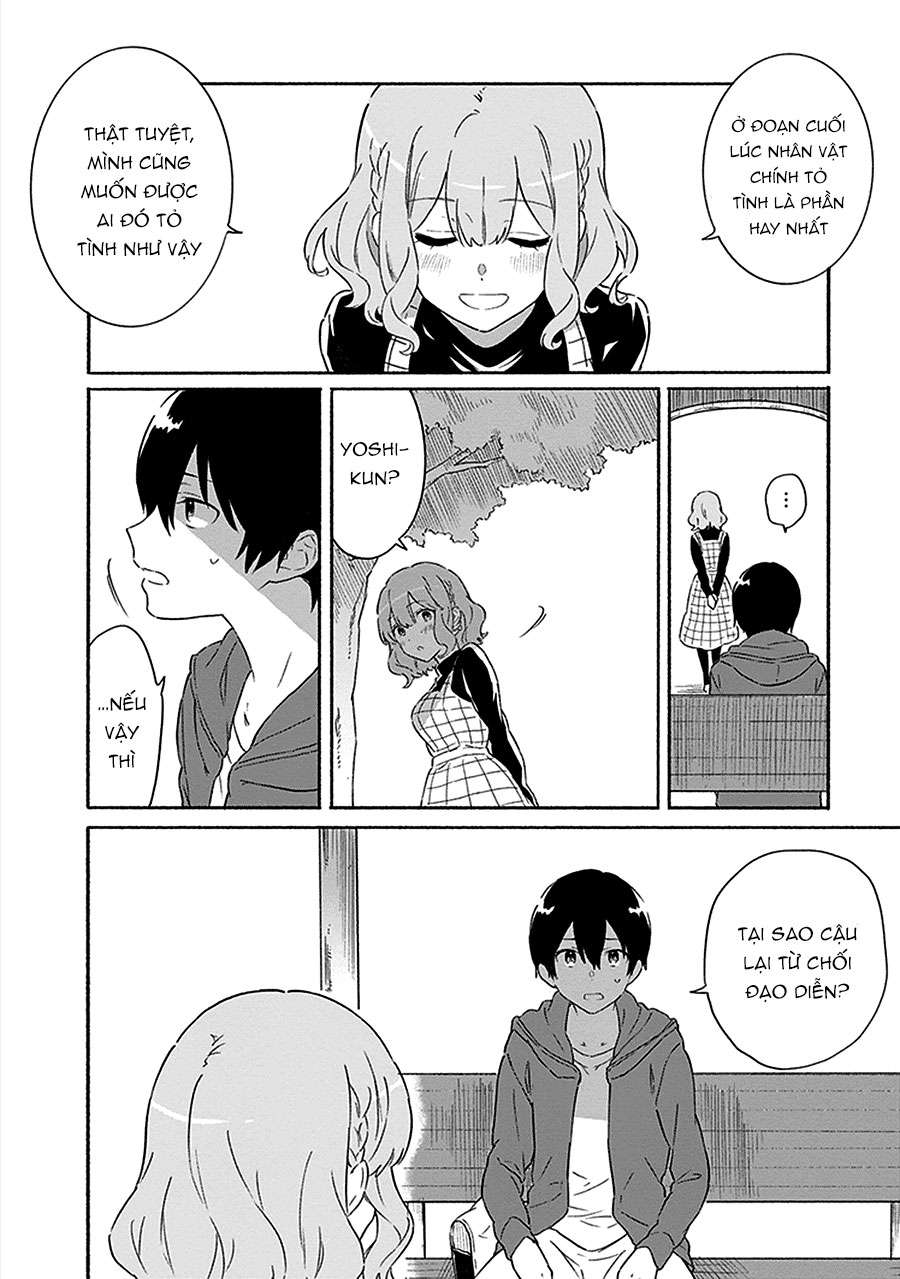 Ở ĐOẠN CUỐI
LÚC NHÂN VẬT
CHÍNH TỎ
TÌNH LÀ PHẦN
HAY NHẤT
THẬT TUYỆT,
MÌNH CŨNG
MUỐN ĐƯỢC
AI ĐÓ TỎ
TÌNH NHƯ VẬY
...
YOSHI-
KUN?
...NẾU
VẬY
THÌ
TẠI SAO CẬU
LẠI TỪ CHỐI
ĐẠO DIỄN?